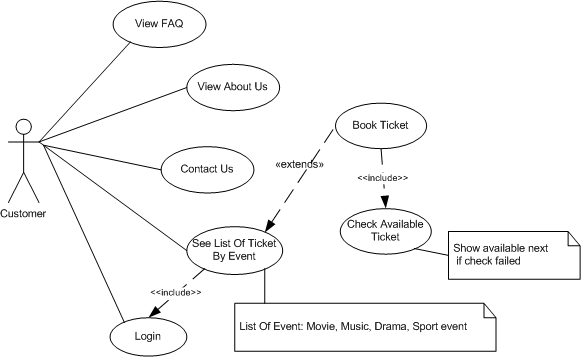 View FAQ
View About Us
Book Ticket
Contact Us
«extends»
<<include>>
Customer
Check Available
Ticket
See List Of Ticket
By Event
Show available next
if check failed
<<include>>
List Of Event: Movie, Music, Drama, Sport event
Login